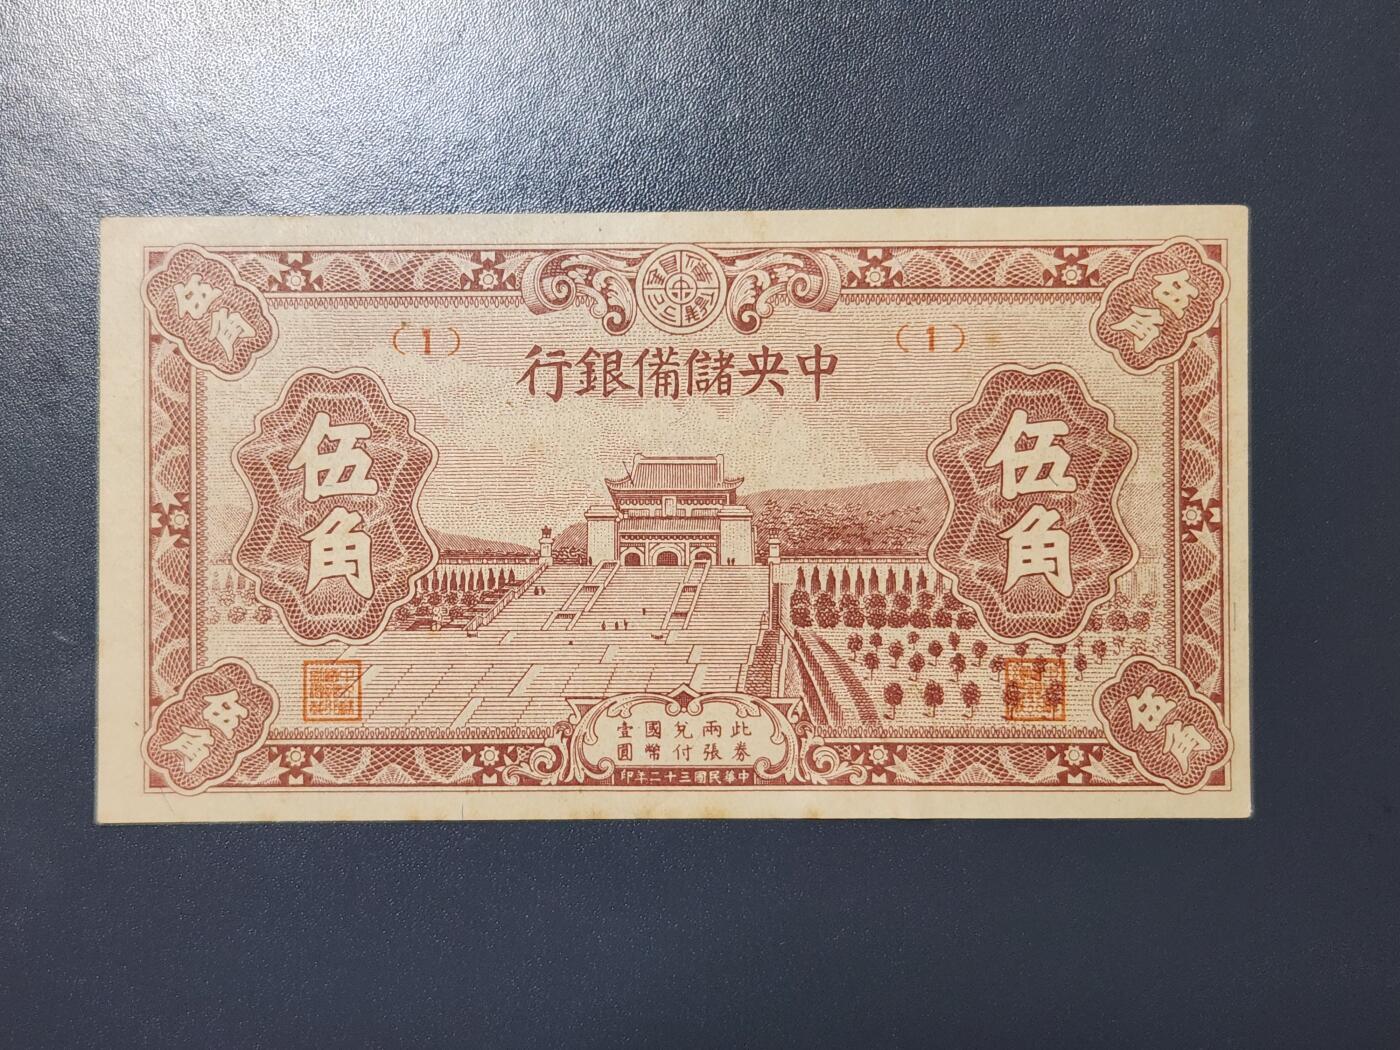 (1)
(1)
中央儲備銀行
伍角
伍角
伍角
伍角
伍角
伍角
此兩兌國壹
券張付幣圓
中華民國三十二年印